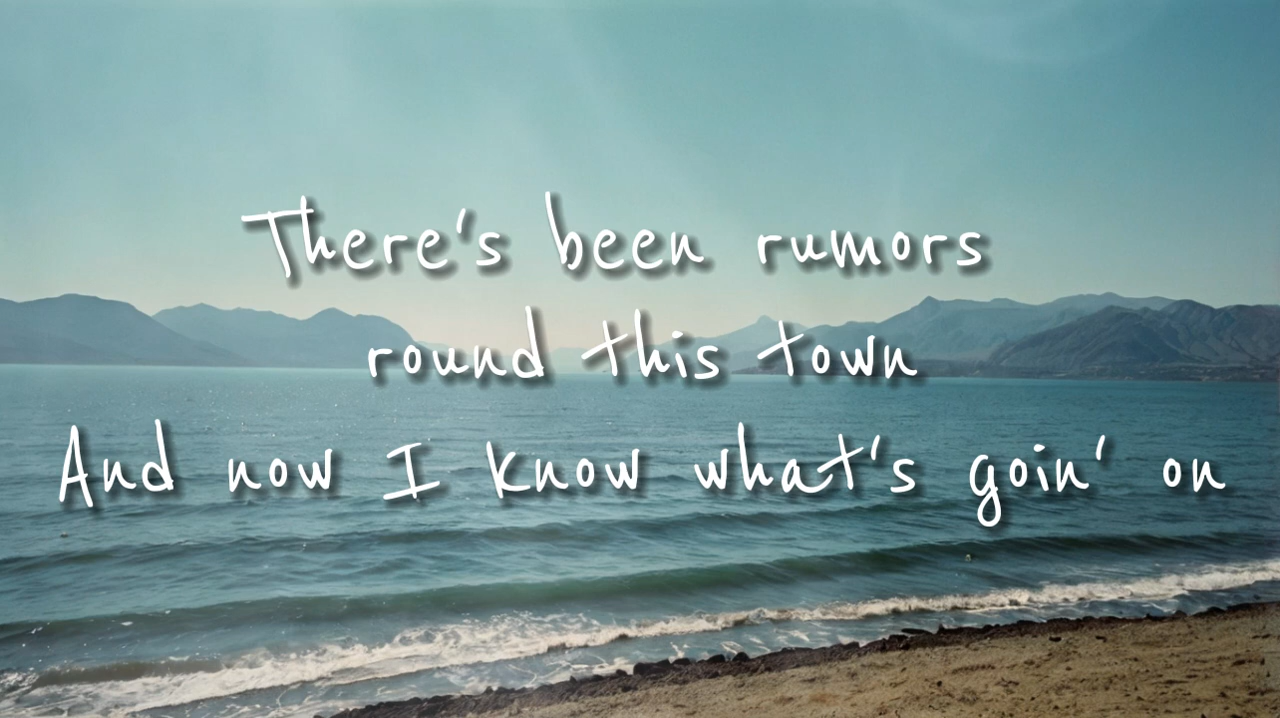 There's been rumors
round this town
And now I know what's goin' on